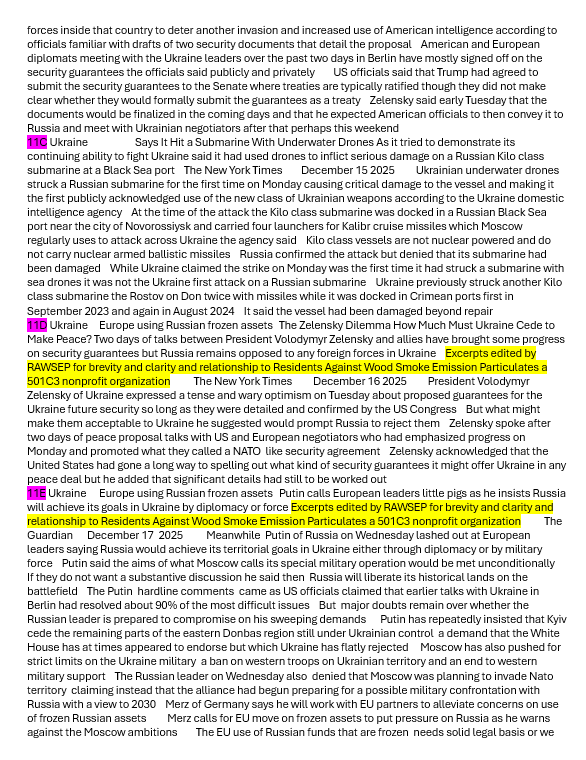 forces inside that country to deter another invasion and increased use of American intelligence according to
officials familiar with drafts of two security documents that detail the proposal American and European
diplomats meeting with the Ukraine leaders over the past two days in Berlin have mostly signed off on the
security guarantees the officials said publicly and privately US officials said that Trump had agreed to
submit the security guarantees to the Senate where treaties are typically ratified though they did not make
clear whether they would formally submit the guarantees as a treaty Zelensky said early Tuesday that the
documents would be finalized in the coming days and that he expected American officials to then convey it to
Russia and meet with Ukrainian negotiators after that perhaps this weekend
11C Ukraine Says It Hit a Submarine With Underwater Drones As it tried to demonstrate its
continuing ability to fight Ukraine said it had used drones to inflict serious damage on a Russian Kilo class
submarine at a Black Sea port The New York Times December 15 2025 Ukrainian underwater drones
struck a Russian submarine for the first time on Monday causing critical damage to the vessel and making it
the first publicly acknowledged use of the new class of Ukrainian weapons according to the Ukraine domestic
intelligence agency At the time of the attack the Kilo class submarine was docked in a Russian Black Sea
port near the city of Novorossiysk and carried four launchers for Kalibr cruise missiles which Moscow
regularly uses to attack across Ukraine the agency said Kilo class vessels are not nuclear powered and do
not carry nuclear armed ballistic missiles Russia confirmed the attack but denied that its submarine had
been damaged While Ukraine claimed the strike on Monday was the first time it had struck a submarine with
sea drones it was not the Ukraine first attack on a Russian submarine Ukraine previously struck another Kilo
class submarine the Rostov on Don twice with missiles while it was docked in Crimean ports first in
September 2023 and again in August 2024 It said the vessel had been damaged beyond repair
11D Ukraine Europe using Russian frozen assets The Zelensky Dilemma How Much Must Ukraine Cede to
Make Peace? Two days of talks between President Volodymyr Zelensky and allies have brought some progress
on security guarantees but Russia remains opposed to any foreign forces in Ukraine Excerpts edited by
RAWSEP for brevity and clarity and relationship to Residents Against Wood Smoke Emission Particulates a
501C3 nonprofit organization The New York Times December 16 2025 President Volodymyr
Zelensky of Ukraine expressed a tense and wary optimism on Tuesday about proposed guarantees for the
Ukraine future security so long as they were detailed and confirmed by the US Congress But what might
make them acceptable to Ukraine he suggested would prompt Russia to reject them Zelensky spoke after
two days of peace proposal talks with US and European negotiators who had emphasized progress on
Monday and promoted what they called a NATO like security agreement Zelensky acknowledged that the
United States had gone a long way to spelling out what kind of security guarantees it might offer Ukraine in any
peace deal but he added that significant details had still to be worked out
11E Ukraine Europe using Russian frozen assets Putin calls European leaders little pigs as he insists Russia
will achieve its goals in Ukraine by diplomacy or force Excerpts edited by RAWSEP for brevity and clarity and
relationship to Residents Against Wood Smoke Emission Particulates a 501C3 nonprofit organization The
Guardian December 17 2025 Meanwhile Putin of Russia on Wednesday lashed out at European
leaders saying Russia would achieve its territorial goals in Ukraine either through diplomacy or by military
force Putin said the aims of what Moscow calls its special military operation would be met unconditionally
If they do not want a substantive discussion he said then Russia will liberate its historical lands on the
battlefield The Putin hardline comments came as US officials claimed that earlier talks with Ukraine in
Berlin had resolved about 90% of the most difficult issues But major doubts remain over whether the
Russian leader is prepared to compromise on his sweeping demands Putin has repeatedly insisted that Kyiv
cede the remaining parts of the eastern Donbas region still under Ukrainian control a demand that the White
House has at times appeared to endorse but which Ukraine has flatly rejected Moscow has also pushed for
strict limits on the Ukraine military a ban on western troops on Ukrainian territory and an end to western
military support The Russian leader on Wednesday also denied that Moscow was planning to invade Nato
territory claiming instead that the alliance had begun preparing for a possible military confrontation with
Russia with a view to 2030 Merz of Germany says he will work with EU partners to alleviate concerns on use
of frozen Russian assets Merz calls for EU move on frozen assets to put pressure on Russia as he warns
against the Moscow ambitions The EU use of Russian funds that are frozen needs solid legal basis or we